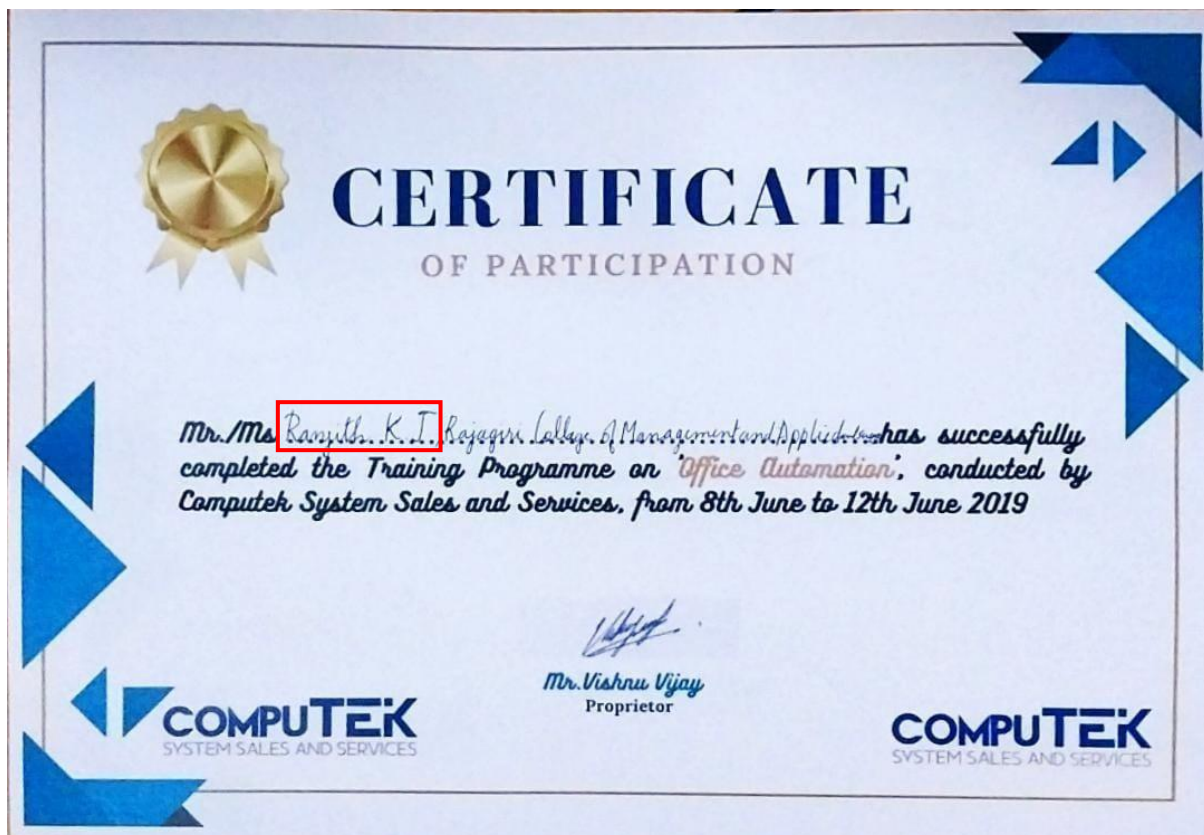 CERTIFICATE
OF PARTICIPATION
Mr./Ms Ranjith K T, Rajagiri College of Management and Applied has successfully
completed the Training Programme on 'Office Automation', conducted by
Computek System Sales and Services, from 8th June to 12th June 2019
Mr.Vishnu Vijay
Proprietor
COMPUTEK
SYSTEM SALES AND SERVICES
COMPUTEK
SYSTEM SALES AND SERVICES